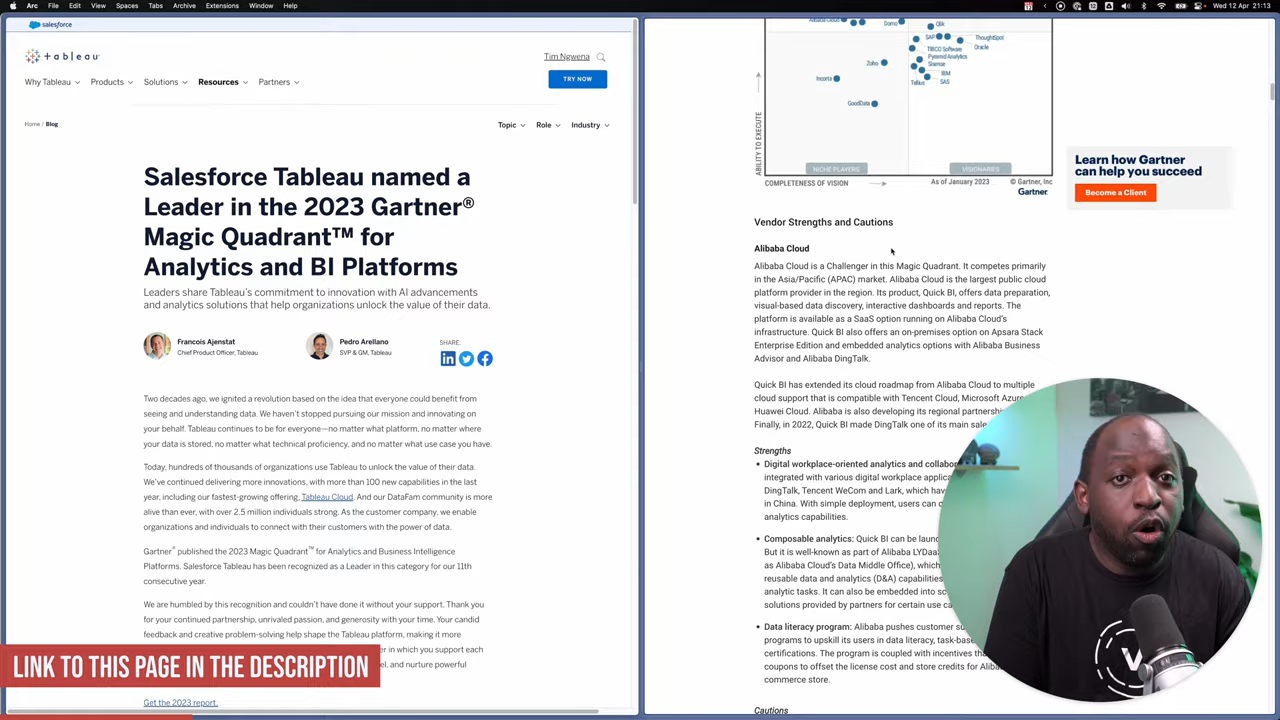 Arc File Edit View Spaces Tabs Archive Extensions Window Help
Wed 12 Apr 21:13
salesforce
+ableau
Tim Ngwena
Why Tableau Products Solutions Resources Partners
TRY NOW
Home / Blog
Topic Role Industry
Salesforce Tableau named a
Leader in the 2023 Gartner®
Magic Quadrant™ for
Analytics and BI Platforms
Leaders share Tableau's commitment to innovation with AI advancements
and analytics solutions that help organizations unlock the value of their data.
Francois Ajenstat
Chief Product Officer, Tableau
Pedro Arellano
SVP & GM, Tableau
SHARE:
Two decades ago, we ignited a revolution based on the idea that everyone could benefit from
seeing and understanding data. We haven't stopped pursuing our mission and innovating on
your behalf. Tableau continues to be for everyone—no matter what platform, no matter where
your data is stored, no matter what technical proficiency, and no matter what use case you have.
Today, hundreds of thousands of organizations use Tableau to unlock the value of their data.
We've continued delivering more innovations, with more than 100 new capabilities in the last
year, including our fastest-growing offering, Tableau Cloud. And our DataFam community is more
alive than ever, with over 2.5 million individuals strong. As the customer company, we enable
organizations and individuals to connect with their customers with the power of data.
Gartner® published the 2023 Magic Quadrant™ for Analytics and Business Intelligence
Platforms. Salesforce Tableau has been recognized as a Leader in this category for our 11th
consecutive year.
We are humbled by this recognition and couldn't have done it without your support. Thank you
for your continued partnership, unrivaled passion, and generosity with your time. Your candid
feedback and creative problem-solving help shape the Tableau platform, making it more
er in which you support each
el, and nurture powerful
Get the 2023 report.
LINK TO THIS PAGE IN THE DESCRIPTION
Alibaba Cloud
Domo
Qlik
SAP
ThoughtSpot
Oracle
TIBCO Software
Pyramid Analytics
Sisense
Zoho
IBM
Incorta
Tellius
SAS
GoodData
ABILITY TO EXECUTE
NICHE PLAYERS
VISIONARIES
COMPLETENESS OF VISION
As of January 2023
© Gartner, Inc
Gartner
Learn how Gartner
can help you succeed
Become a Client
Vendor Strengths and Cautions
Alibaba Cloud
Alibaba Cloud is a Challenger in this Magic Quadrant. It competes primarily
in the Asia/Pacific (APAC) market. Alibaba Cloud is the largest public cloud
platform provider in the region. Its product, Quick BI, offers data preparation,
visual-based data discovery, interactive dashboards and reports. The
platform is available as a SaaS option running on Alibaba Cloud's
infrastructure. Quick BI also offers an on-premises option on Apsara Stack
Enterprise Edition and embedded analytics options with Alibaba Business
Advisor and Alibaba DingTalk.
Quick BI has extended its cloud roadmap from Alibaba Cloud to multiple
cloud support that is compatible with Tencent Cloud, Microsoft Azure
Huawei Cloud. Alibaba is also developing its regional partnersh
Finally, in 2022, Quick BI made DingTalk one of its main sale
Strengths
• Digital workplace-oriented analytics and collabo
integrated with various digital workplace applic
DingTalk, Tencent WeCom and Lark, which hav
in China. With simple deployment, users can c
analytics capabilities.
• Composable analytics: Quick BI can be laun
But it is well-known as part of Alibaba LYDaa
as Alibaba Cloud's Data Middle Office), which
reusable data and analytics (D&A) capabilities
analytic tasks. It can also be embedded into sc
solutions provided by partners for certain use ca
• Data literacy program: Alibaba pushes customer su
programs to upskill its users in data literacy, task-base
certifications. The program is coupled with incentives tha
coupons to offset the license cost and store credits for Alib
commerce store.
Cautions